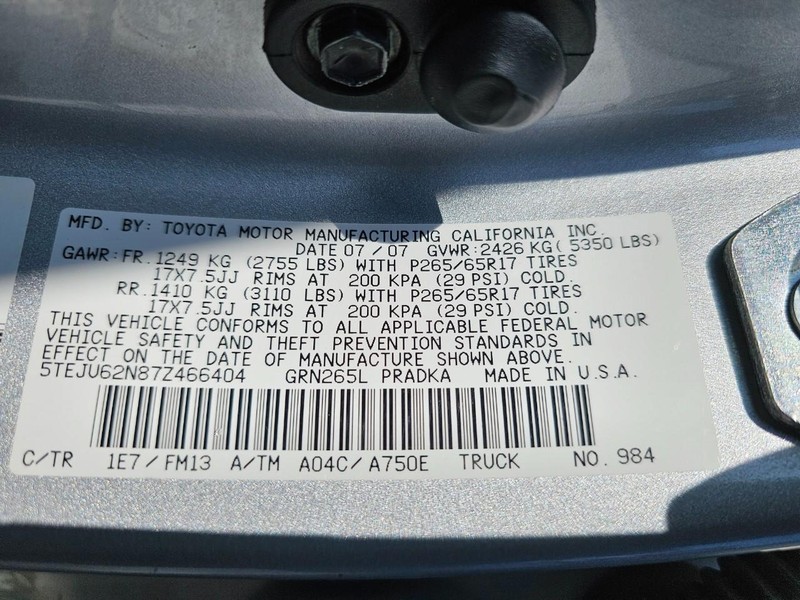 MFD. BY: TOYOTA MOTOR MANUFACTURING CALIFORNIA INC.
DATE 07/07 GVWR:2426 KG( 5350 LBS)
GAWR:FR. 1249 KG (2755 LBS) WITH P265/65R17 TIRES
17X7.5JJ RIMS AT 200 KPA (29 PSI) COLD.
RR. 1410 KG (3110 LBS) WITH P265/65R17 TIRES
17X7.5JJ RIMS AT 200 KPA (29 PSI) COLD.
THIS VEHICLE CONFORMS TO ALL APPLICABLE FEDERAL MOTOR
VEHICLE SAFETY AND THEFT PREVENTION STANDARDS IN
EFFECT ON THE DATE OF MANUFACTURE SHOWN ABOVE.
5TEJU62N87Z466404 GRN265L PRADKA MADE IN U.S.A.
C/TR 1E7/FM13 A/TM A04C/A750E TRUCK NO. 984